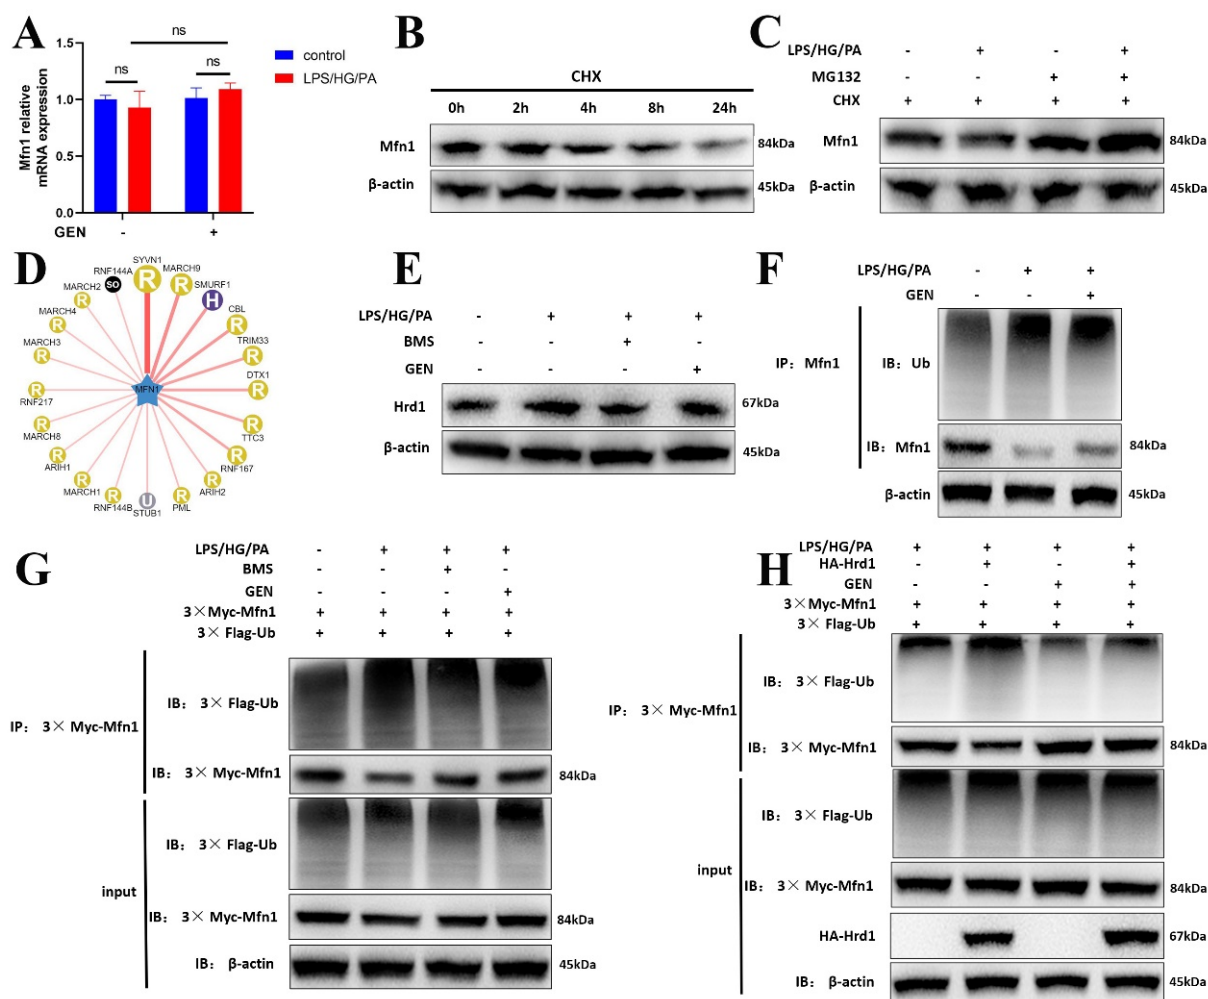 A
ns
1.5
ns
ns
1.0
0.5
0.0
Mfn1 relative
mRNA expression
GEN - +
control
LPS/HG/PA
B
CHX
0h 2h 4h 8h 24h
Mfn1 84kDa
β-actin 45kDa
C
LPS/HG/PA - + - +
MG132 - - + +
CHX + + + +
Mfn1 84kDa
β-actin 45kDa
D
SYVN1
R
MARCH9
R
SMURF1
H
CBL
R
TRIM33
R
DTX1
R
TTC3
R
RNF167
R
ARIH2
R
PML
R
STUB1
U
RNF144B
R
MARCH1
R
ARIH1
R
MARCH8
R
RNF217
R
MARCH3
R
MARCH4
R
MARCH2
R
RNF144A
SO
MFN1
E
LPS/HG/PA - + + +
BMS - - + -
GEN - - - +
Hrd1 67kDa
β-actin 45kDa
F
LPS/HG/PA - + +
GEN - - +
IP: Mfn1
IB: Ub
IB: Mfn1 84kDa
β-actin 45kDa
G
LPS/HG/PA - + + +
BMS - - + -
GEN - - - +
3×Myc-Mfn1 + + + +
3× Flag-Ub + + + +
IP: 3× Myc-Mfn1
IB: 3× Flag-Ub
IB: 3× Myc-Mfn1 84kDa
input
IB: 3× Flag-Ub
IB: 3× Myc-Mfn1 84kDa
IB: β-actin 45kDa
H
LPS/HG/PA + + + +
HA-Hrd1 - + - +
GEN - - + +
3×Myc-Mfn1 + + + +
3× Flag-Ub + + + +
IP: 3× Myc-Mfn1
IB: 3× Flag-Ub
IB: 3× Myc-Mfn1 84kDa
input
IB: 3× Flag-Ub
IB: 3× Myc-Mfn1 84kDa
HA-Hrd1 67kDa
IB: β-actin 45kDa